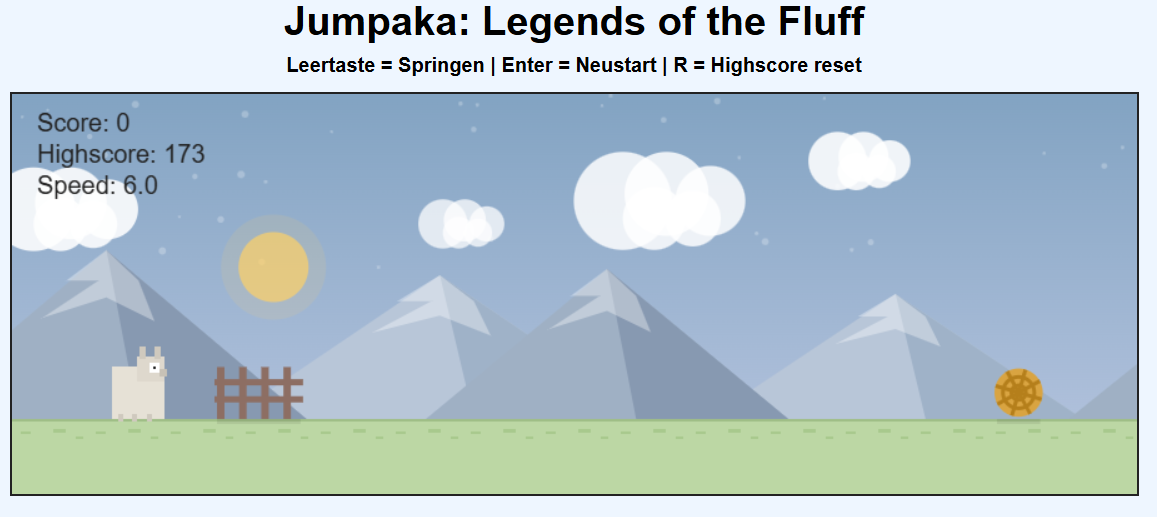 Jumpaka: Legends of the Fluff
Leertaste = Springen | Enter = Neustart | R = Highscore reset
Score: 0
Highscore: 173
Speed: 6.0